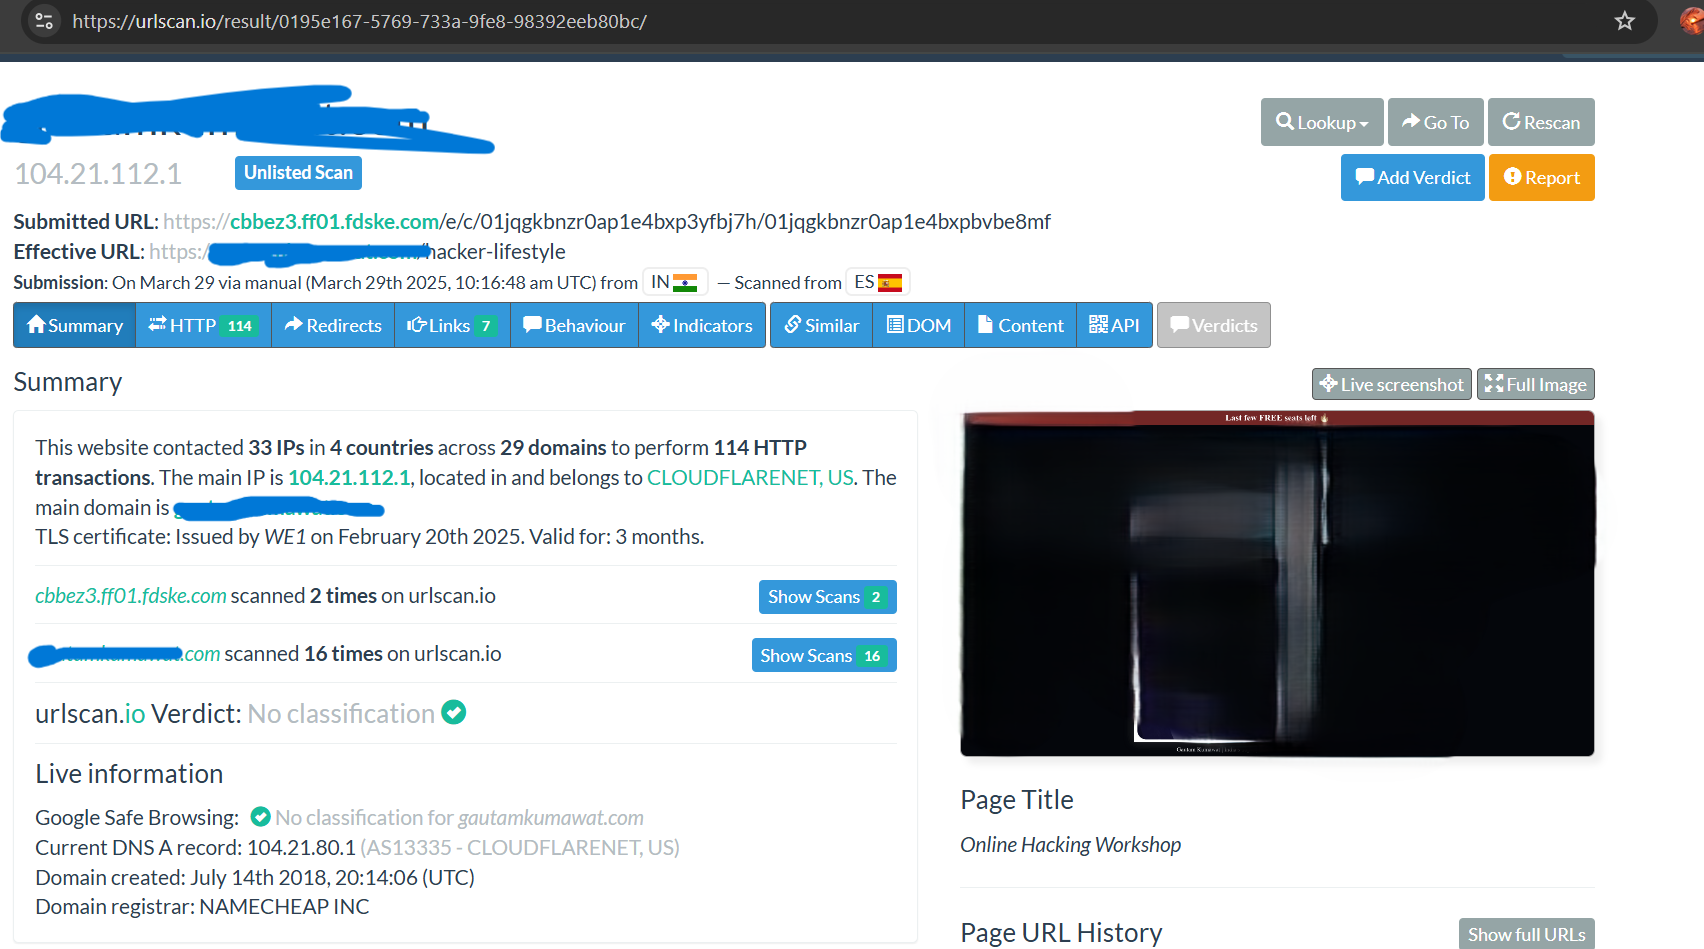 https://urlscan.io/result/0195e167-5769-733a-9fe8-98392eeb80bc/
Lookup Go To Rescan
104.21.112.1 Unlisted Scan
Add Verdict Report
Submitted URL: https://cbbez3.ff01.fdske.com/e/c/01jqgkbnzr0ap1e4bxp3yfbj7h/01jqgkbnzr0ap1e4bxpbvbe8mf
Effective URL: https:/ /hacker-lifestyle
Submission: On March 29 via manual (March 29th 2025, 10:16:48 am UTC) from IN — Scanned from ES
Summary HTTP 114 Redirects Links 7 Behaviour Indicators Similar DOM Content API Verdicts
Summary
Live screenshot Full Image
This website contacted 33 IPs in 4 countries across 29 domains to perform 114 HTTP
transactions. The main IP is 104.21.112.1, located in and belongs to CLOUDFLARENET, US. The
main domain is
TLS certificate: Issued by WE1 on February 20th 2025. Valid for: 3 months.
cbbez3.ff01.fdske.com scanned 2 times on urlscan.io Show Scans 2
.com scanned 16 times on urlscan.io Show Scans 16
urlscan.io Verdict: No classification
Live information
Google Safe Browsing: No classification for gautamkumawat.com
Current DNS A record: 104.21.80.1 (AS13335 - CLOUDFLARENET, US)
Domain created: July 14th 2018, 20:14:06 (UTC)
Domain registrar: NAMECHEAP INC
Last few FREE seats left 🔥
Page Title
Online Hacking Workshop
Page URL History Show full URLs